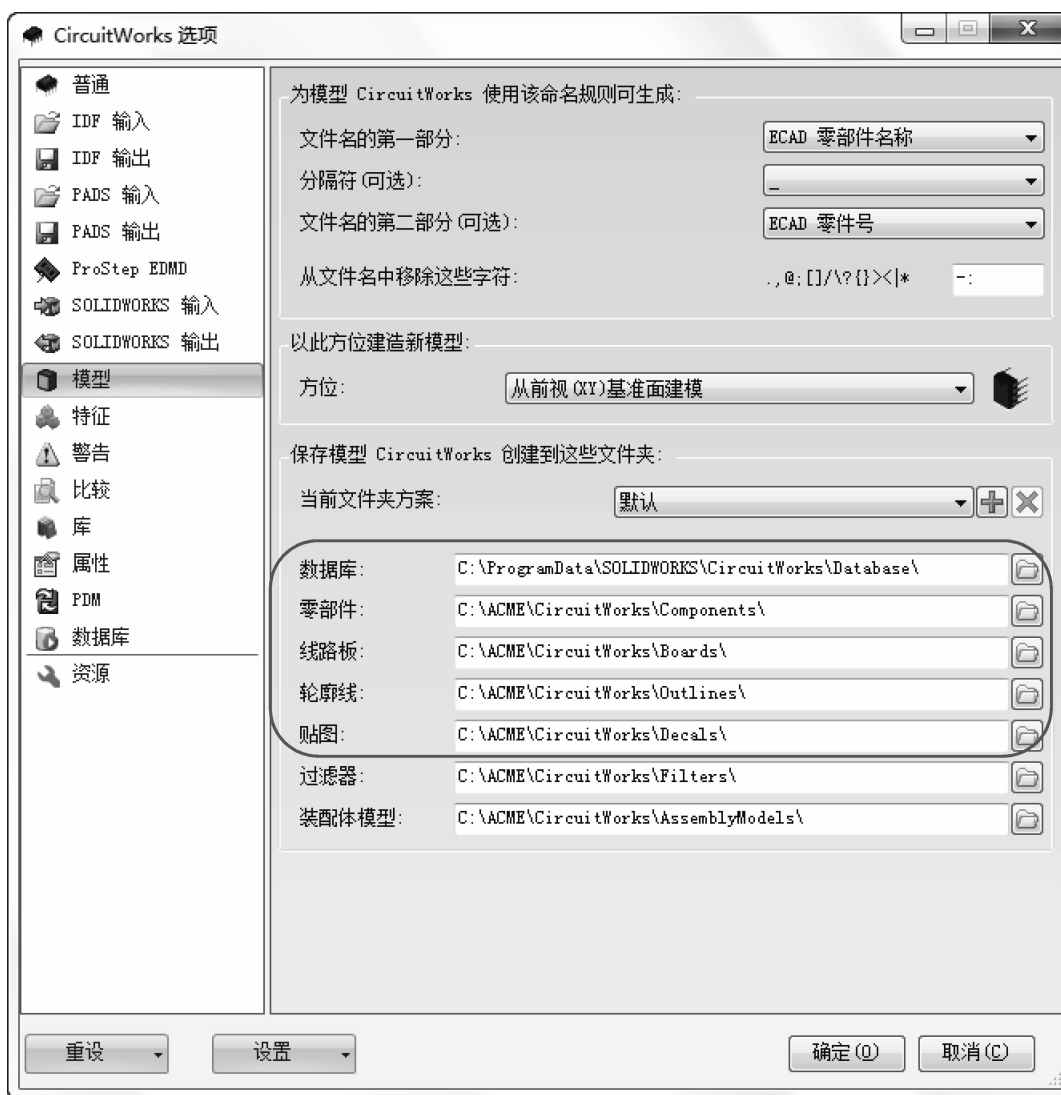 CircuitWorks 选项
普通
IDF 输入
IDF 输出
PADS 输入
PADS 输出
ProStep EDMD
SOLIDWORKS 输入
SOLIDWORKS 输出
模型
特征
警告
比较
库
属性
PDM
数据库
资源
为模型 CircuitWorks 使用该命名规则可生成:
文件名的第一部分: ECAD 零部件名称
分隔符(可选): _
文件名的第二部分(可选): ECAD 零件号
从文件名中移除这些字符: .,@;[]/\?{}><|* -:
以此方位建造新模型:
方位: 从前视(XY)基准面建模
保存模型 CircuitWorks 创建到这些文件夹:
当前文件夹方案: 默认
数据库: C:\ProgramData\SOLIDWORKS\CircuitWorks\Database\
零部件: C:\ACME\CircuitWorks\Components\
线路板: C:\ACME\CircuitWorks\Boards\
轮廓线: C:\ACME\CircuitWorks\Outlines\
贴图: C:\ACME\CircuitWorks\Decals\
过滤器: C:\ACME\CircuitWorks\Filters\
装配体模型: C:\ACME\CircuitWorks\AssemblyModels\
重设 设置 确定(O) 取消(C)